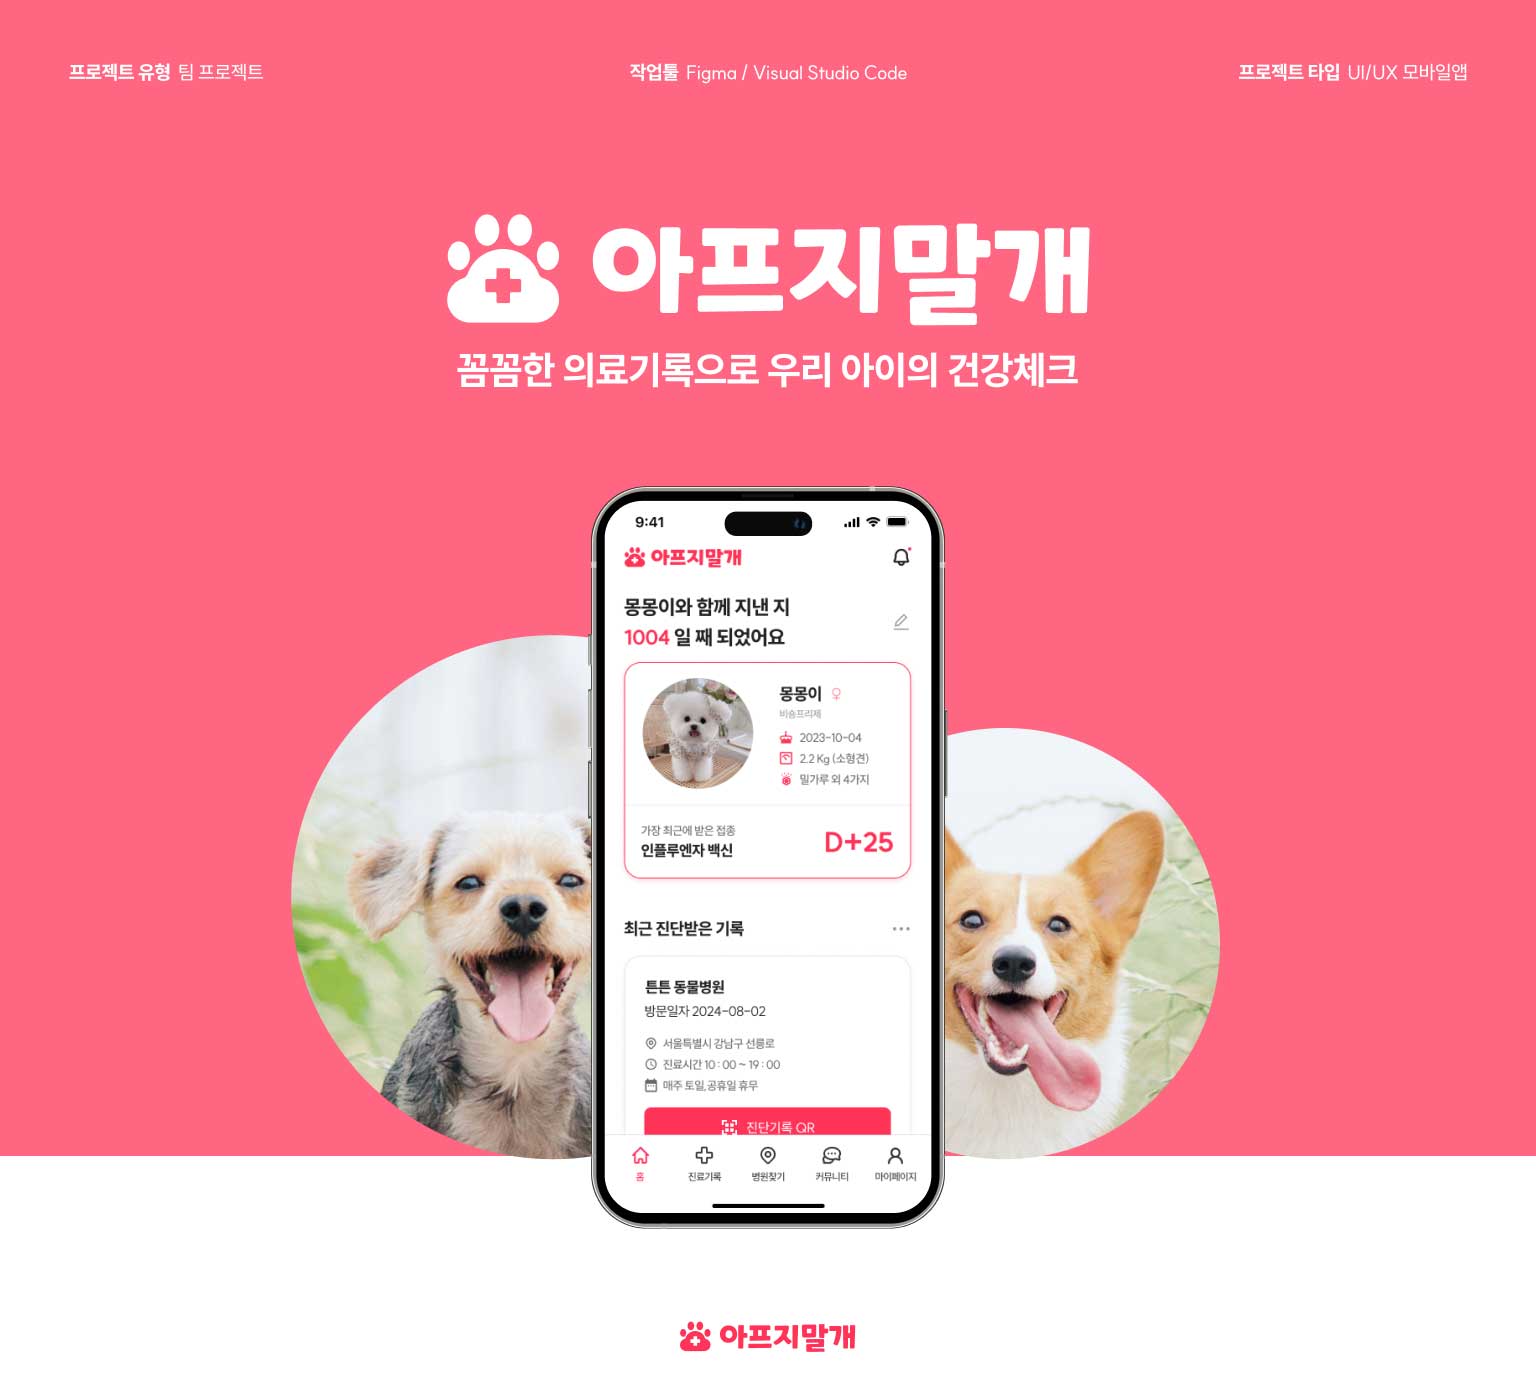 프로젝트 유형 팀 프로젝트
작업툴 Figma / Visual Studio Code
프로젝트 타입 UI/UX 모바일앱
아프지말개
꼼꼼한 의료기록으로 우리 아이의 건강체크
9:41
아프지말개
몽몽이와 함께 지낸 지
1004 일 째 되었어요
몽몽이
비숑프리제
2023-10-04
2.2 Kg (소형견)
밀가루 외 4가지
가장 최근에 받은 접종
인플루엔자 백신
D+25
최근 진단받은 기록
튼튼 동물병원
방문일자 2024-08-02
서울특별시 강남구 선릉로
진료시간 10 : 00 ~ 19 : 00
매주 토일,공휴일 휴무
진단기록 QR
홈
진료기록
병원찾기
커뮤니티
마이페이지
아프지말개